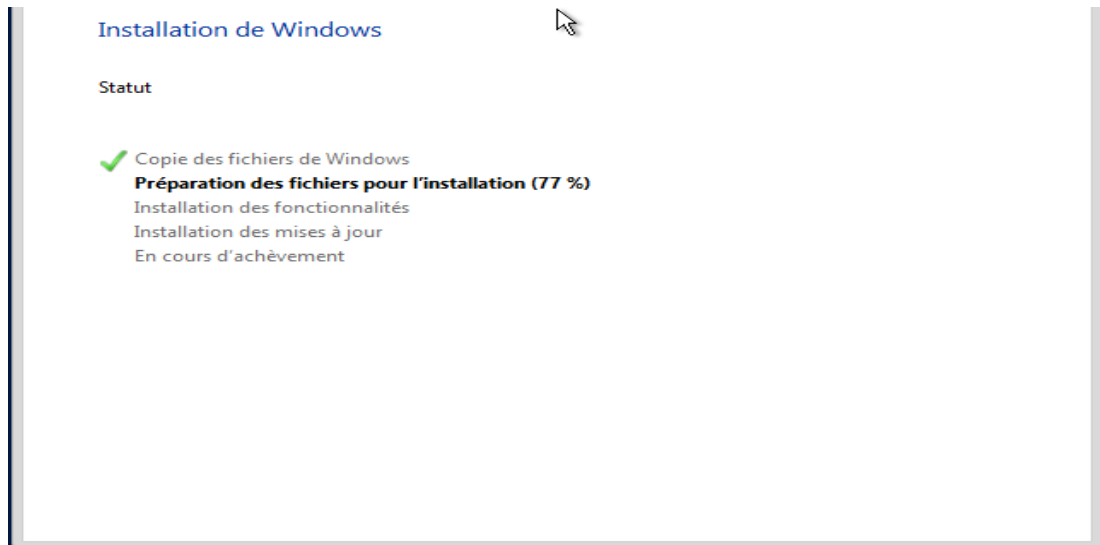 Installation de Windows
Statut
Copie des fichiers de Windows
Préparation des fichiers pour l'installation (77 %)
Installation des fonctionnalités
Installation des mises à jour
En cours d'achèvement